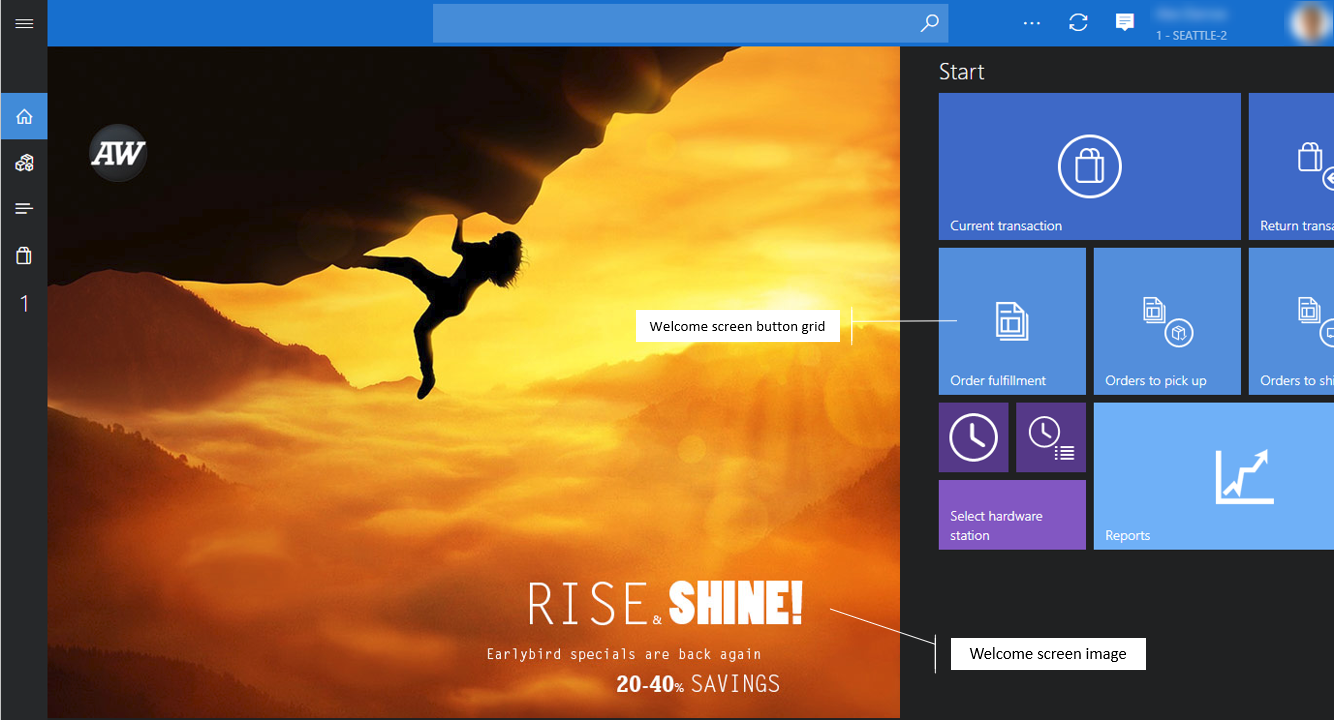 1 - SEATTLE-2
Start
AW
Current transaction
Return transa
Welcome screen button grid
Order fulfillment
Orders to pick up
Orders to shi
1
Select hardware
station
Reports
RISE & SHINE!
Earlybird specials are back again
20-40% SAVINGS
Welcome screen image